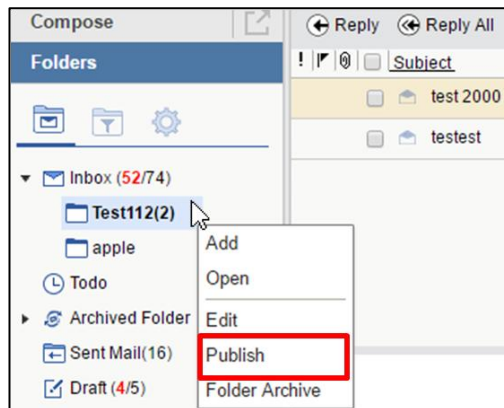 Compose
Reply
Reply All
Folders
! Subject
test 2000
testest
Inbox (52/74)
Test112(2)
apple
Todo
Archived Folder
Sent Mail(16)
Draft (4/5)
Add
Open
Edit
Publish
Folder Archive